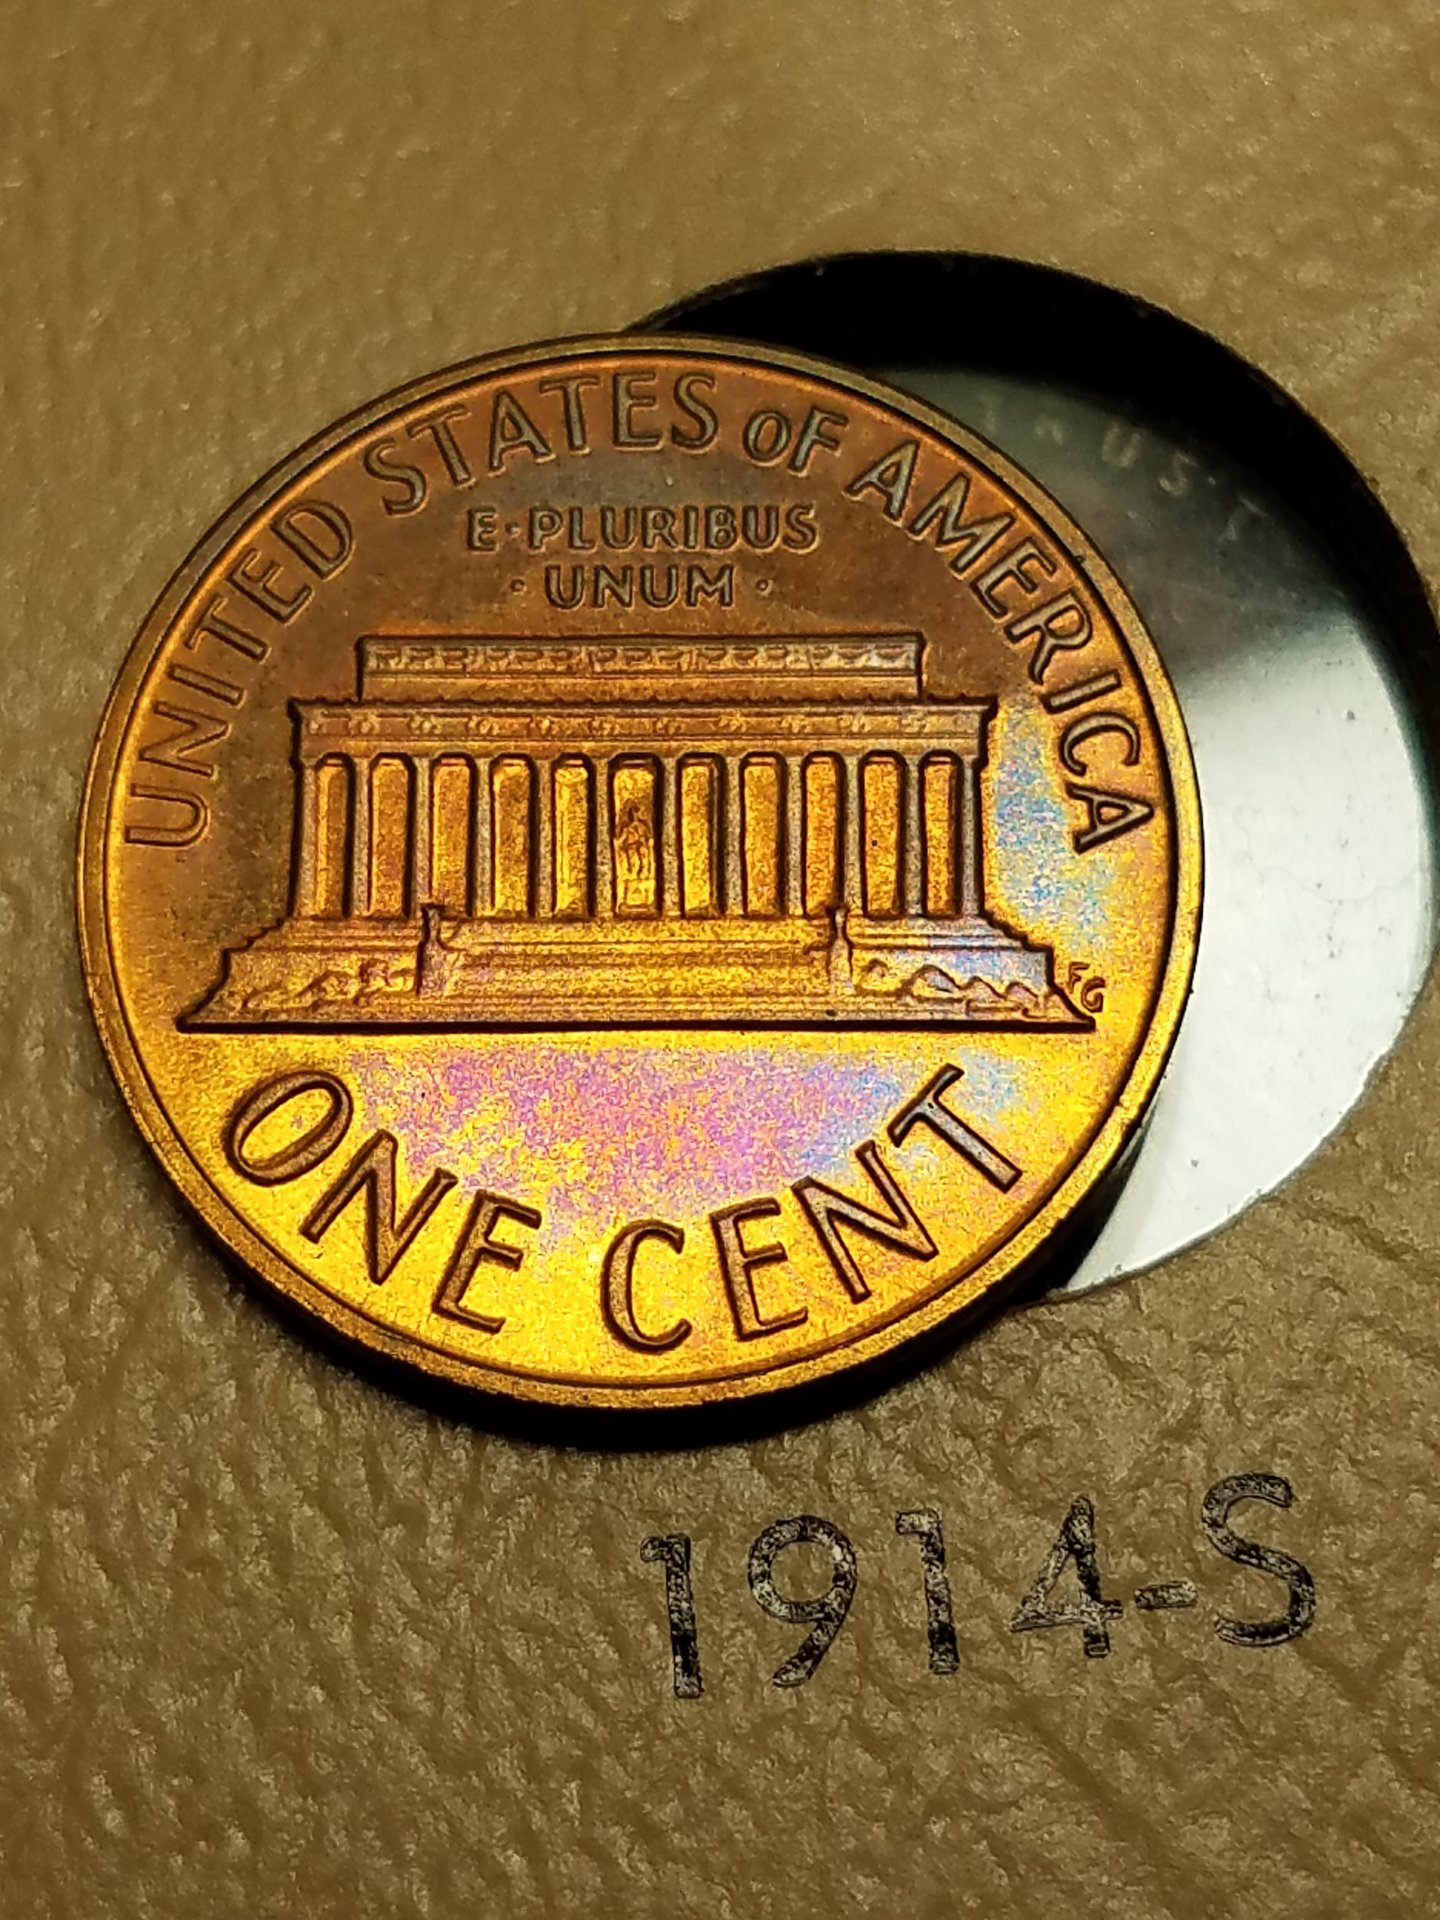 UNITED STATES OF AMERICA
E·PLURIBUS
·UNUM·
FG
ONE CENT
1914-S